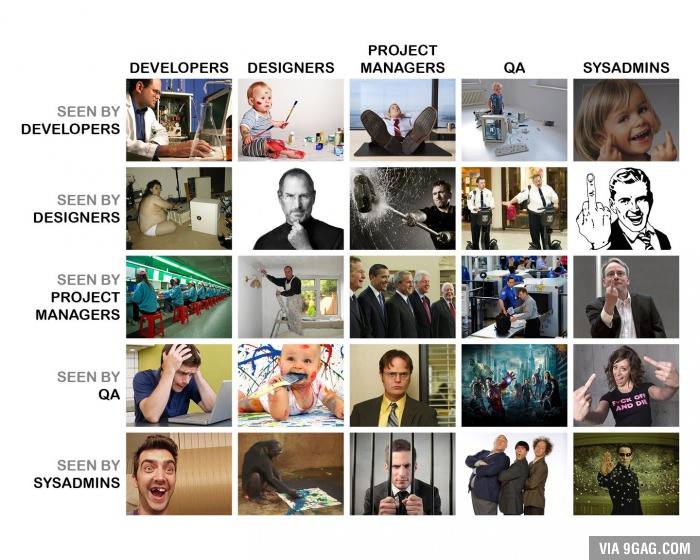 DEVELOPERS
DESIGNERS
PROJECT
MANAGERS
QA
SYSADMINS
SEEN BY
DEVELOPERS
SEEN BY
DESIGNERS
SEEN BY
PROJECT
MANAGERS
SEEN BY
QA
F*CK OFF
AND DIE
SEEN BY
SYSADMINS
VIA 9GAG.COM